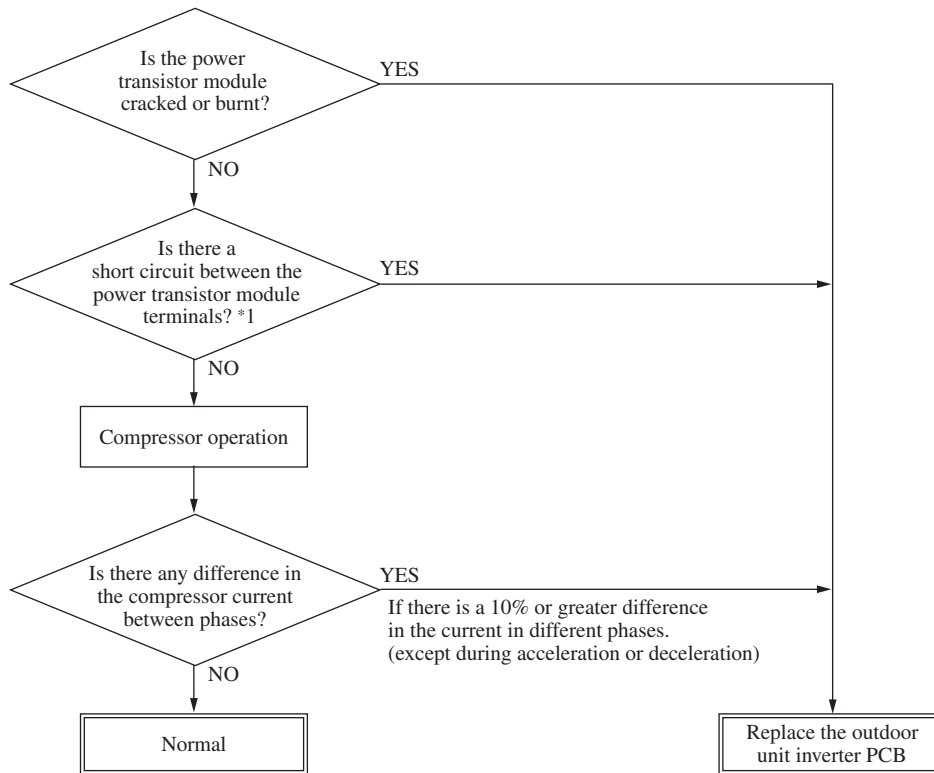 Is the power
transistor module
cracked or burnt?
YES
NO
Is there a
short circuit between the
power transistor module
terminals? *1
YES
NO
Compressor operation
Is there any difference in
the compressor current
between phases?
YES
If there is a 10% or greater difference
in the current in different phases.
(except during acceleration or deceleration)
NO
Normal
Replace the outdoor
unit inverter PCB